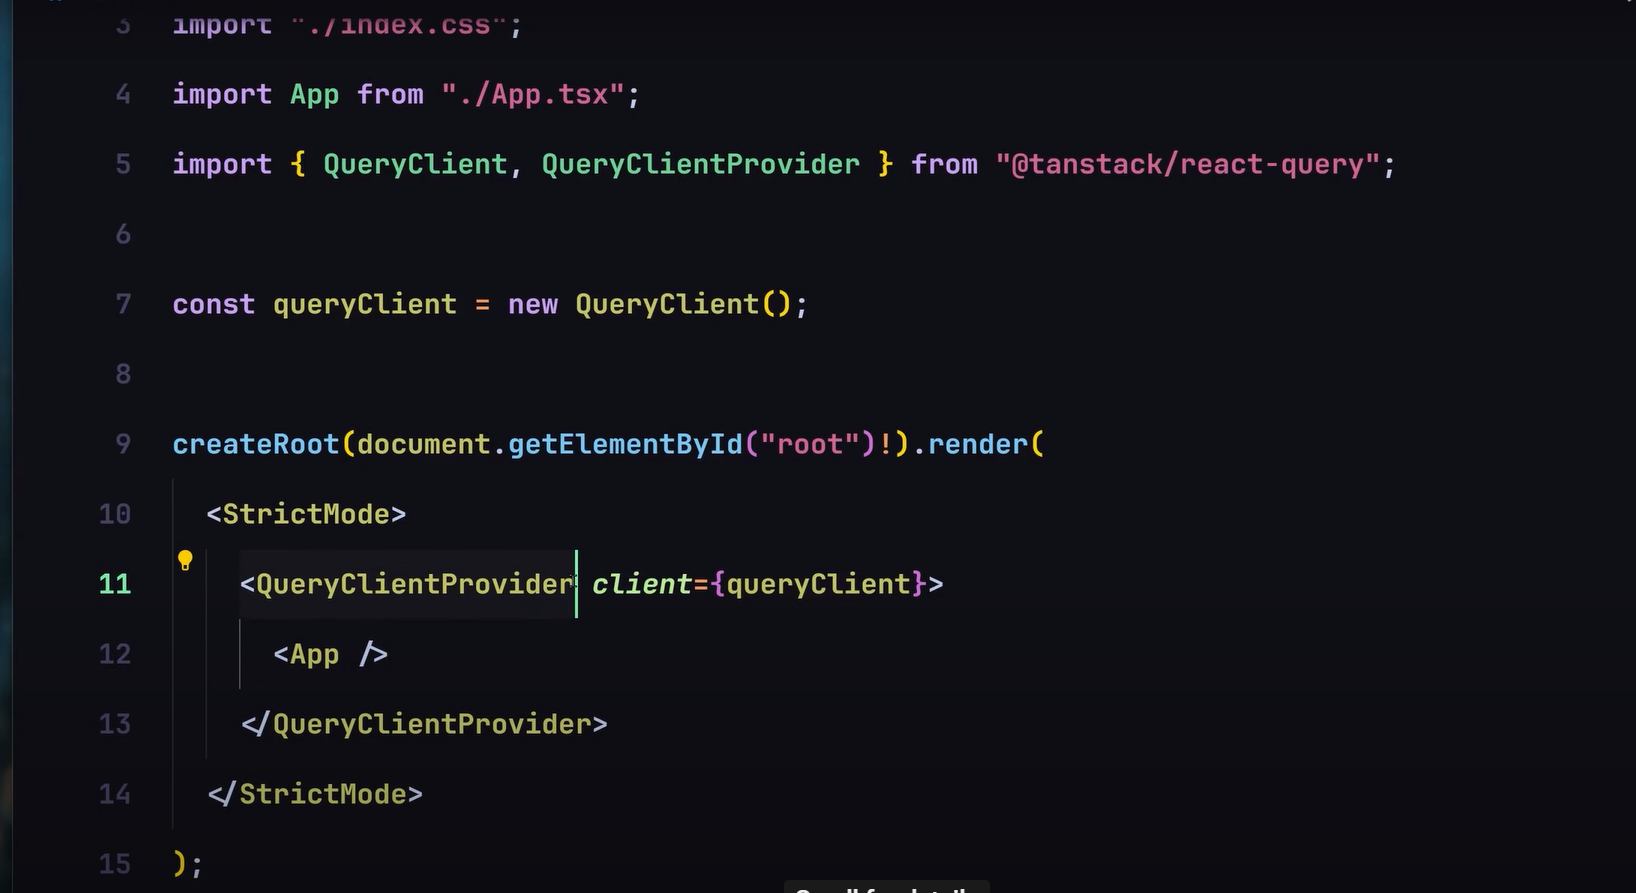 3 import "./index.css";
4 import App from "./App.tsx";
5 import { QueryClient, QueryClientProvider } from "@tanstack/react-query";
6
7 const queryClient = new QueryClient();
8
9 createRoot(document.getElementById("root")!).render(
10 <StrictMode>
11 <QueryClientProvider client={queryClient}>
12 <App />
13 </QueryClientProvider>
14 </StrictMode>
15 );